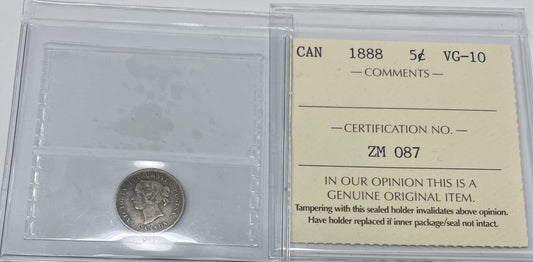 CAN 1888 5¢ VG-10
— COMMENTS —
— CERTIFICATION NO. —
ZM 087
IN OUR OPINION THIS IS A
GENUINE ORIGINAL ITEM.
Tampering with this sealed holder invalidates above opinion.
Have holder replaced if inner package/seal not intact.